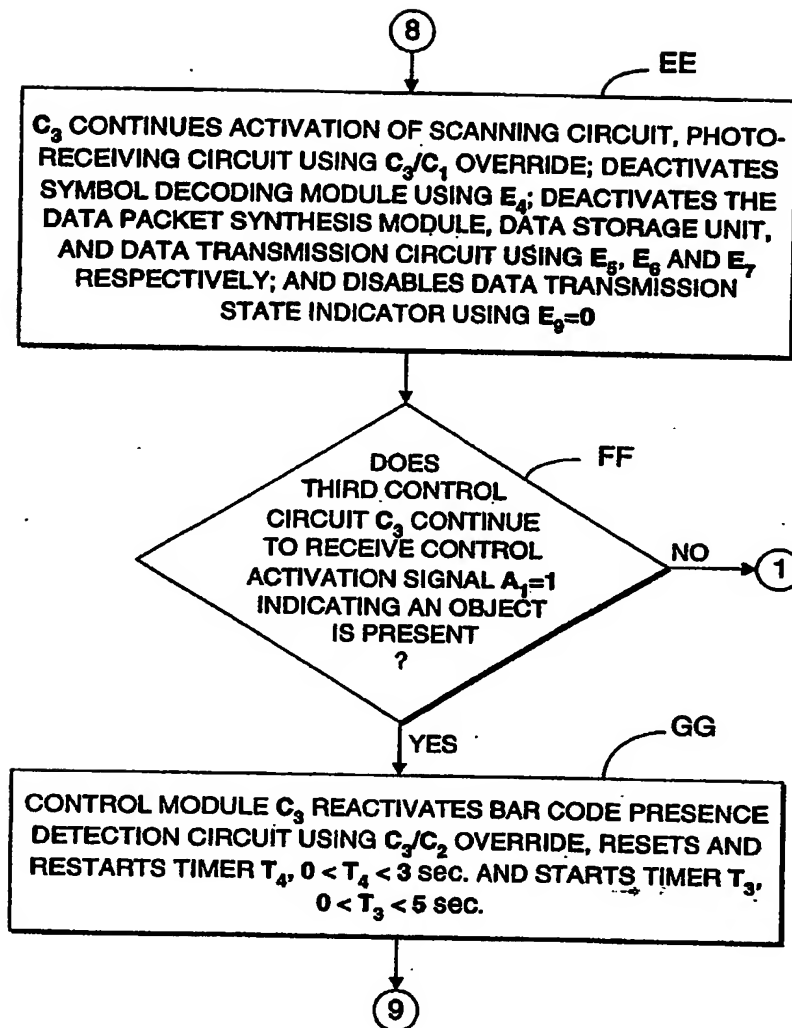 8
EE
C₃ CONTINUES ACTIVATION OF SCANNING CIRCUIT, PHOTO-
RECEIVING CIRCUIT USING C₃/C₁ OVERRIDE; DEACTIVATES
SYMBOL DECODING MODULE USING E₄; DEACTIVATES THE
DATA PACKET SYNTHESIS MODULE, DATA STORAGE UNIT,
AND DATA TRANSMISSION CIRCUIT USING E₅, E₆ AND E₇
RESPECTIVELY; AND DISABLES DATA TRANSMISSION
STATE INDICATOR USING E₉=0
FF
DOES
THIRD CONTROL
CIRCUIT C₃ CONTINUE
TO RECEIVE CONTROL
ACTIVATION SIGNAL A₁=1
INDICATING AN OBJECT
IS PRESENT
?
NO
1
YES
GG
CONTROL MODULE C₃ REACTIVATES BAR CODE PRESENCE
DETECTION CIRCUIT USING C₃/C₂ OVERRIDE, RESETS AND
RESTARTS TIMER T₄, 0 < T₄ < 3 sec. AND STARTS TIMER T₃,
0 < T₃ < 5 sec.
9